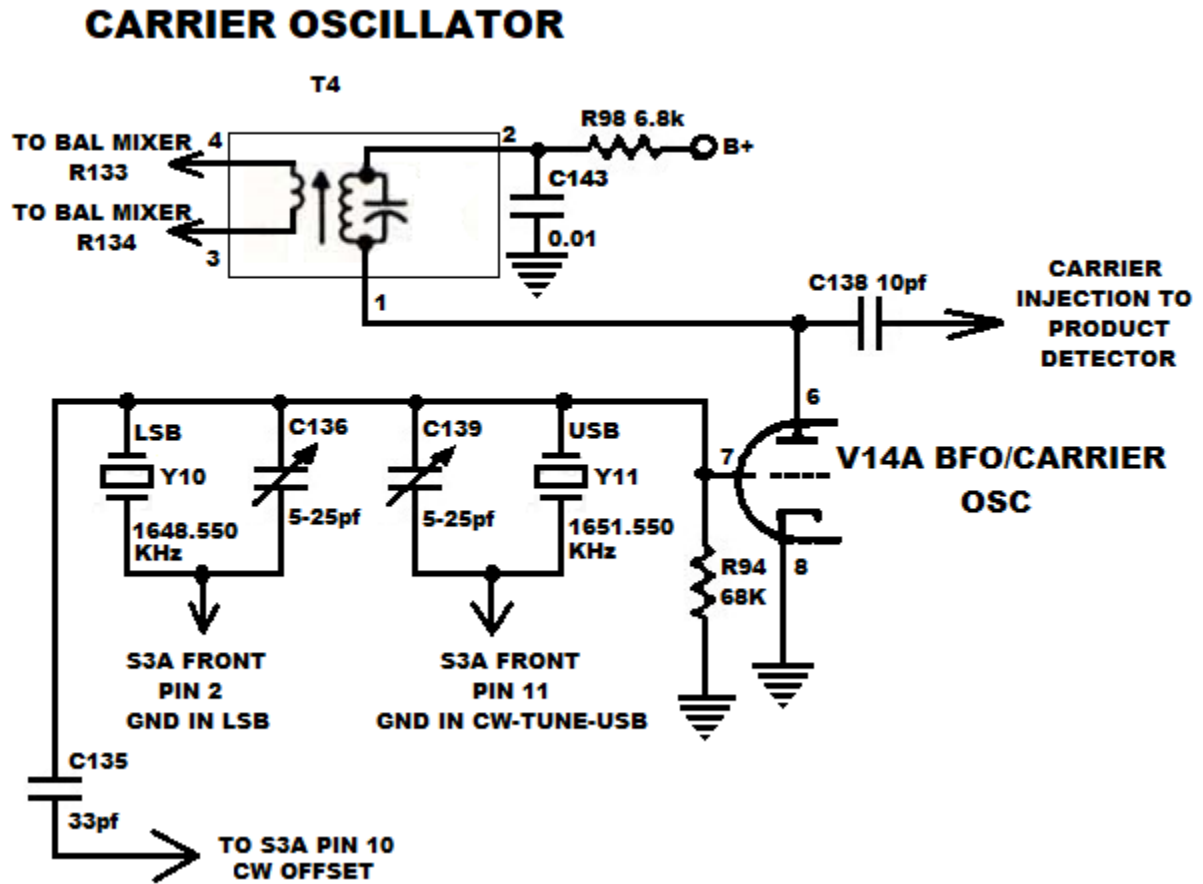 CARRIER OSCILLATOR
T4
TO BAL MIXER
R133
4
TO BAL MIXER
R134
3
2
R98 6.8k
B+
C143
0.01
1
C138 10pf
CARRIER
INJECTION TO
PRODUCT
DETECTOR
LSB
Y10
1648.550
KHz
C136
5-25pf
C139
5-25pf
USB
Y11
1651.550
KHz
6
7
8
V14A BFO/CARRIER
OSC
R94
68K
S3A FRONT
PIN 2
GND IN LSB
S3A FRONT
PIN 11
GND IN CW-TUNE-USB
C135
33pf
TO S3A PIN 10
CW OFFSET